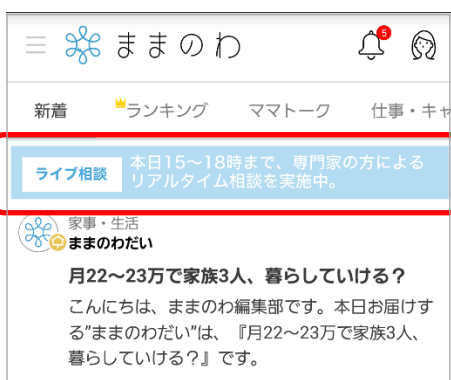 ままのわ
5
新着 ランキング ママトーク 仕事・キャ
ライブ相談
本日15～18時まで、専門家の方による
リアルタイム相談を実施中。
家事・生活
ままのわだい
月22～23万で家族3人、暮らしていける？
こんにちは、ままのわ編集部です。本日お届けす
る”ままのわだい”は、『月22～23万で家族3人、
暮らしていける？』です。